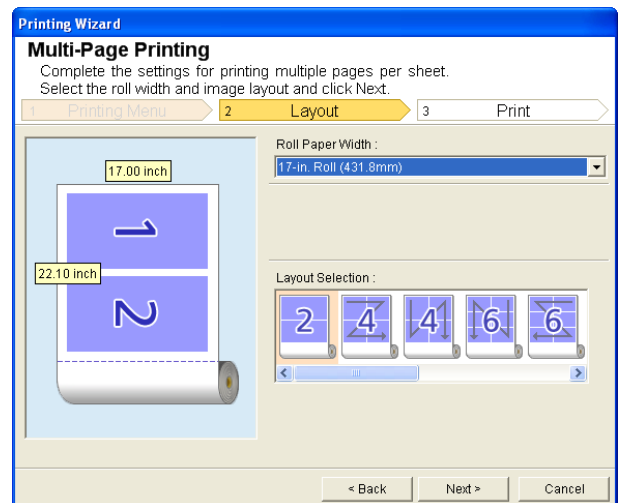 Printing Wizard
Multi-Page Printing
Complete the settings for printing multiple pages per sheet.
Select the roll width and image layout and click Next.
1 Printing Menu 2 Layout 3 Print
17.00 inch
22.10 inch
1
2
Roll Paper Width :
17-in. Roll (431.8mm)
Layout Selection :
2 4 4 6 6
< Back Next > Cancel